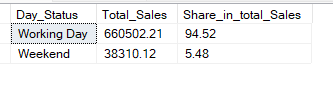 Day_Status Total_Sales Share_in_total_Sales
Working Day 660502.21 94.52
Weekend 38310.12 5.48